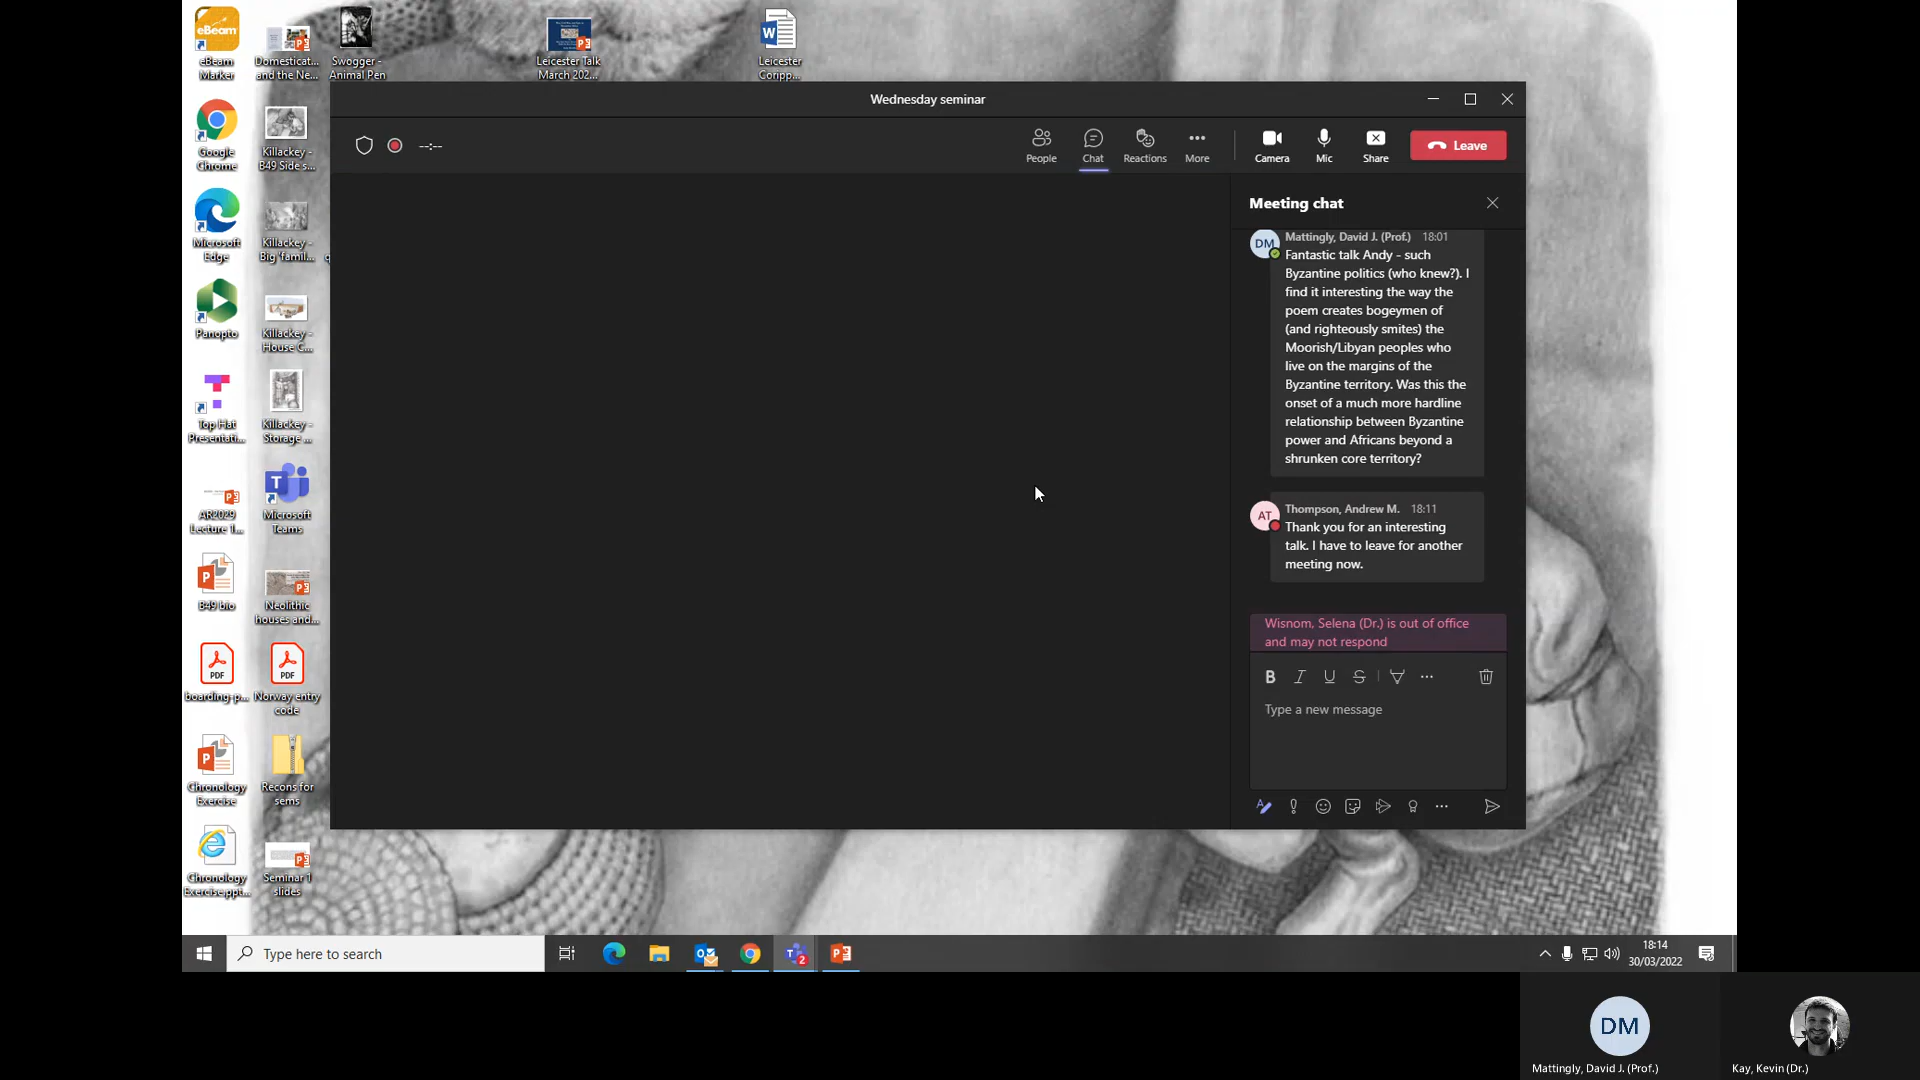 eBeam
eBeam
Marker
Domesticat...
and the Ne...
Swogger -
Animal Pen
Leicester Talk
March 202...
Leicester
Coripp...
Google
Chrome
Killackey -
B49 Side s...
Microsoft
Edge
Killackey -
Big 'famil...
Panopto
Killackey -
House C...
Top Hat
Presentati...
Killackey -
Storage ...
AR2029
Lecture 1...
Microsoft
Teams
B49 bio
Neolithic
houses and...
PDF
boarding-p...
PDF
Norway entry
code
Chronology
Exercise
Recons for
sems
Chronology
Exercise.ppt...
Seminar 1
slides
Wednesday seminar
--:--
People
Chat
Reactions
More
Camera
Mic
Share
Leave
Meeting chat
DM
Mattingly, David J. (Prof.) 18:01
Fantastic talk Andy - such
Byzantine politics (who knew?). I
find it interesting the way the
poem creates bogeymen of
(and righteously smites) the
Moorish/Libyan peoples who
live on the margins of the
Byzantine territory. Was this the
onset of a much more hardline
relationship between Byzantine
power and Africans beyond a
shrunken core territory?
AT
Thompson, Andrew M. 18:11
Thank you for an interesting
talk. I have to leave for another
meeting now.
Wisnom, Selena (Dr.) is out of office
and may not respond
Type a new message
Type here to search
2
18:14
30/03/2022
DM
Mattingly, David J. (Prof.)
Kay, Kevin (Dr.)